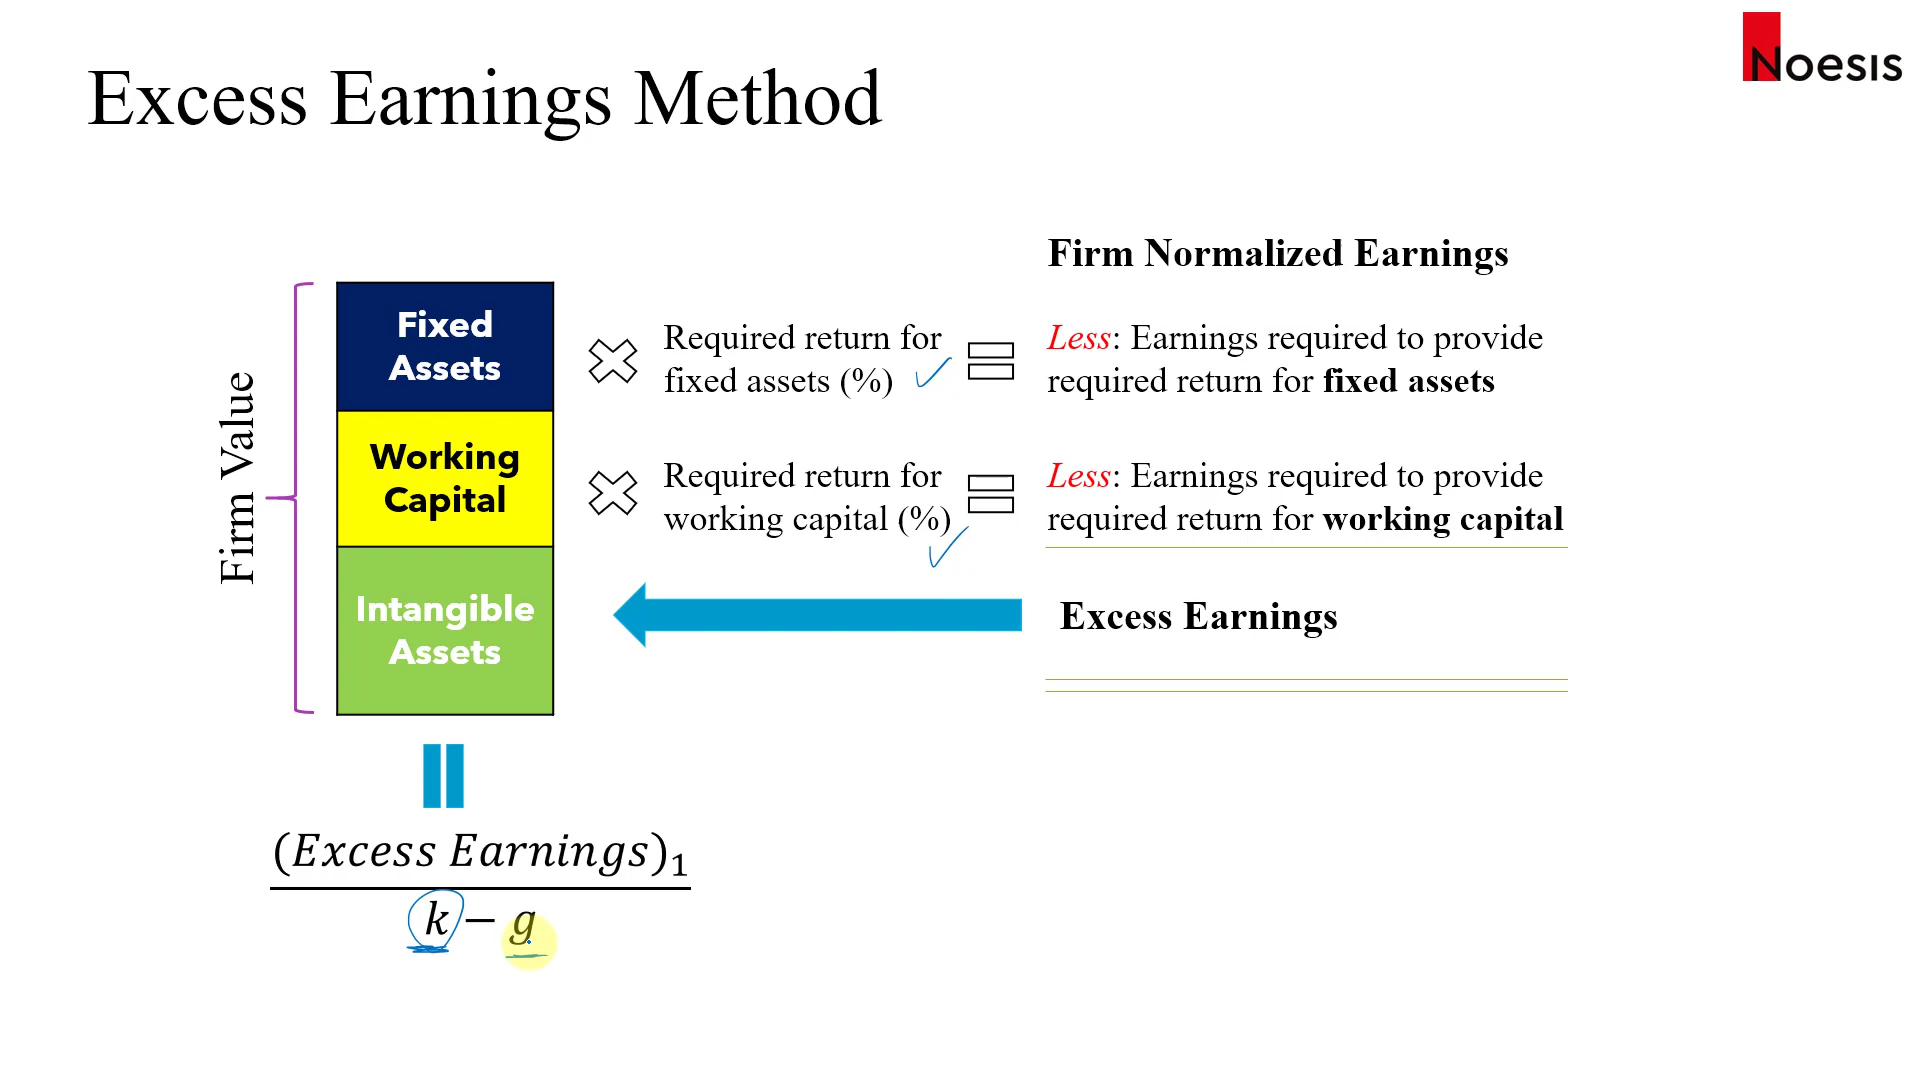 Noesis
Excess Earnings Method
Firm Normalized Earnings
Firm Value
Fixed
Assets
Required return for
fixed assets (%)
Less: Earnings required to provide
required return for fixed assets
Working
Capital
Required return for
working capital (%)
Less: Earnings required to provide
required return for working capital
Intangible
Assets
Excess Earnings
(Excess Earnings)₁
k − g